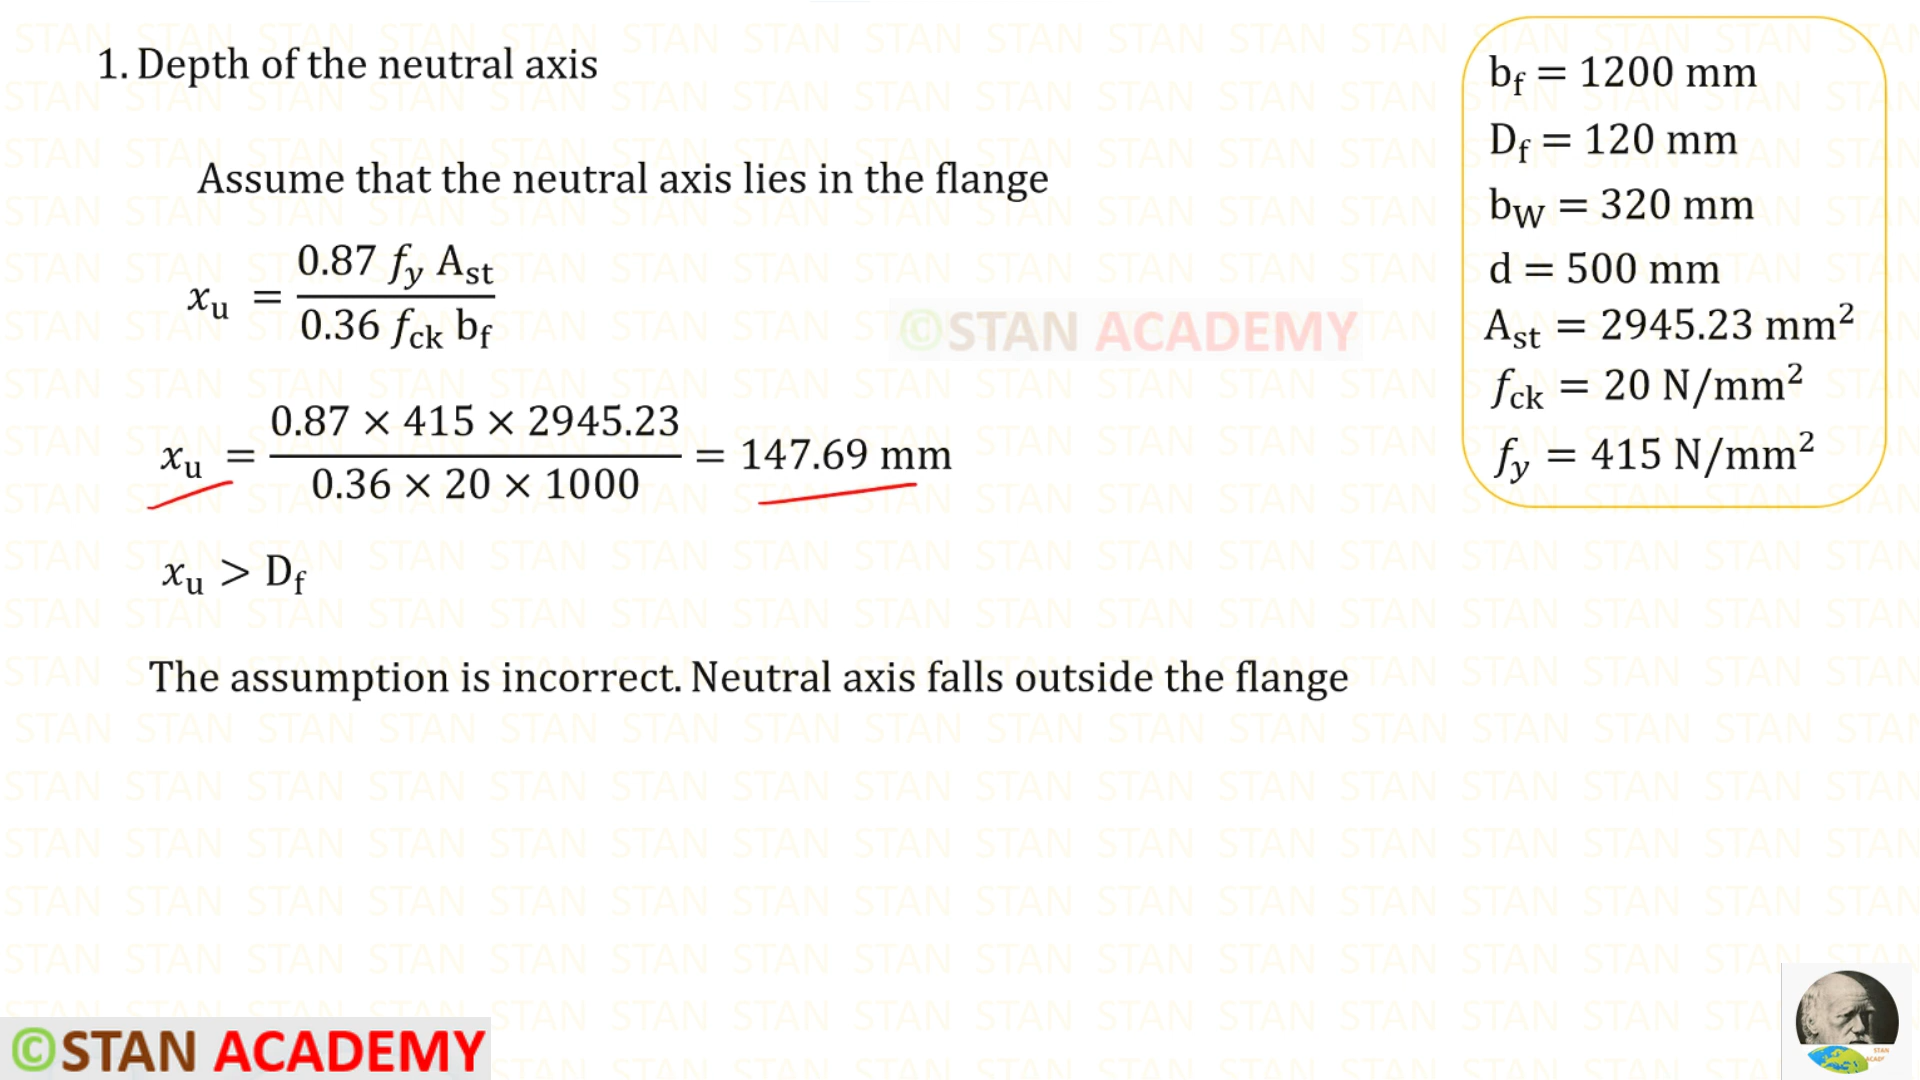 1. Depth of the neutral axis
Assume that the neutral axis lies in the flange
x_u = 0.87 f_y A_st / 0.36 f_ck b_f
x_u = 0.87 × 415 × 2945.23 / 0.36 × 20 × 1000 = 147.69 mm
x_u > D_f
The assumption is incorrect. Neutral axis falls outside the flange
b_f = 1200 mm
D_f = 120 mm
b_W = 320 mm
d = 500 mm
A_st = 2945.23 mm²
f_ck = 20 N/mm²
f_y = 415 N/mm²
©STAN ACADEMY
©STAN ACADEMY